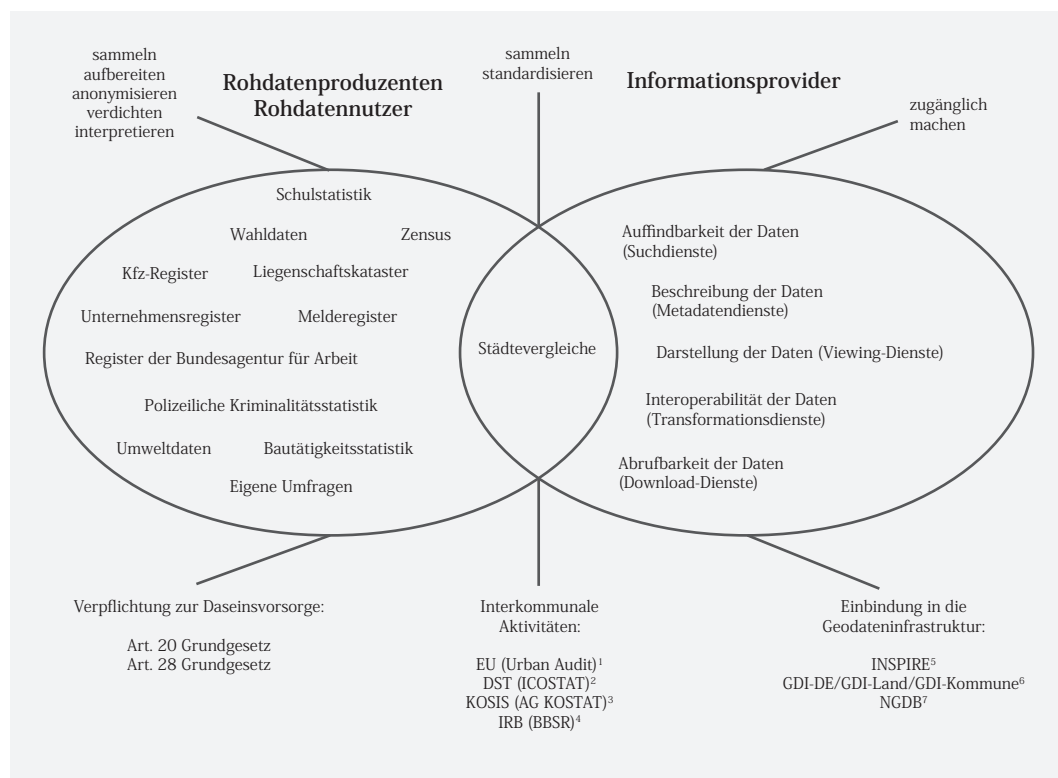 sammeln
aufbereiten
anonymisieren
verdichten
interpretieren
Rohdatenproduzenten
Rohdatennutzer
sammeln
standardisieren
Informationsprovider
zugänglich
machen
Schulstatistik
Wahldaten
Zensus
Kfz-Register
Liegenschaftskataster
Unternehmensregister
Melderegister
Register der Bundesagentur für Arbeit
Polizeiliche Kriminalitätsstatistik
Umweltdaten
Bautätigkeitsstatistik
Eigene Umfragen
Städtevergleiche
Auffindbarkeit der Daten
(Suchdienste)
Beschreibung der Daten
(Metadatendienste)
Darstellung der Daten (Viewing-Dienste)
Interoperabilität der Daten
(Transformationsdienste)
Abrufbarkeit der Daten
(Download-Dienste)
Verpflichtung zur Daseinsvorsorge:
Art. 20 Grundgesetz
Art. 28 Grundgesetz
Interkommunale
Aktivitäten:
EU (Urban Audit)¹
DST (ICOSTAT)²
KOSIS (AG KOSTAT)³
IRB (BBSR)⁴
Einbindung in die
Geodateninfrastruktur:
INSPIRE⁵
GDI-DE/GDI-Land/GDI-Kommune⁶
NGDB⁷